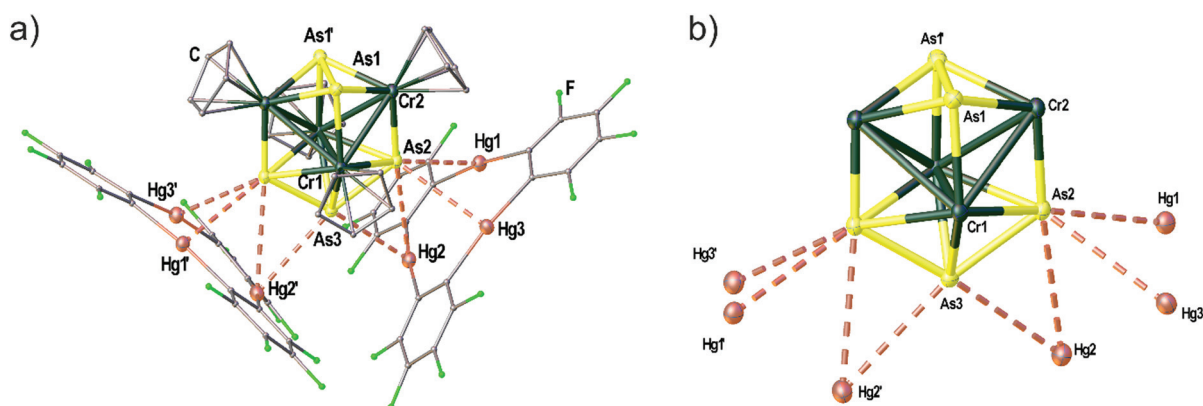 a)
As1'
As1
C
Cr2
F
As2
Hg1
Cr1
Hg3'
Hg3
As3
Hg1'
Hg2
Hg2'
b)
As1'
As1
Cr2
As2
Hg1
Cr1
Hg3'
As3
Hg3
Hg1'
Hg2
Hg2'